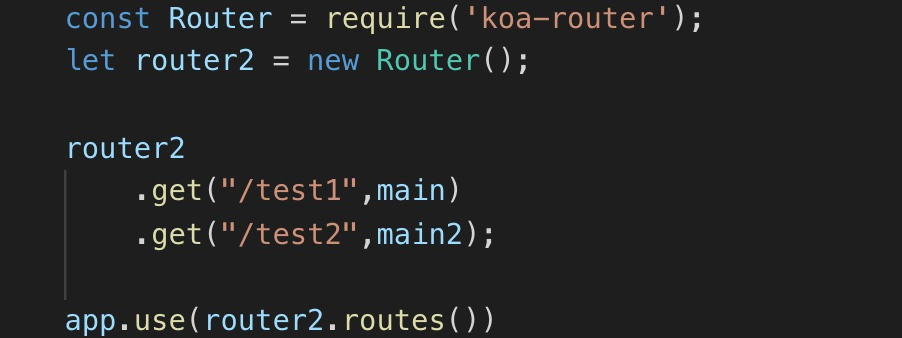 const Router = require('koa-router');
let router2 = new Router();
router2
.get("/test1",main)
.get("/test2",main2);
app.use(router2.routes())